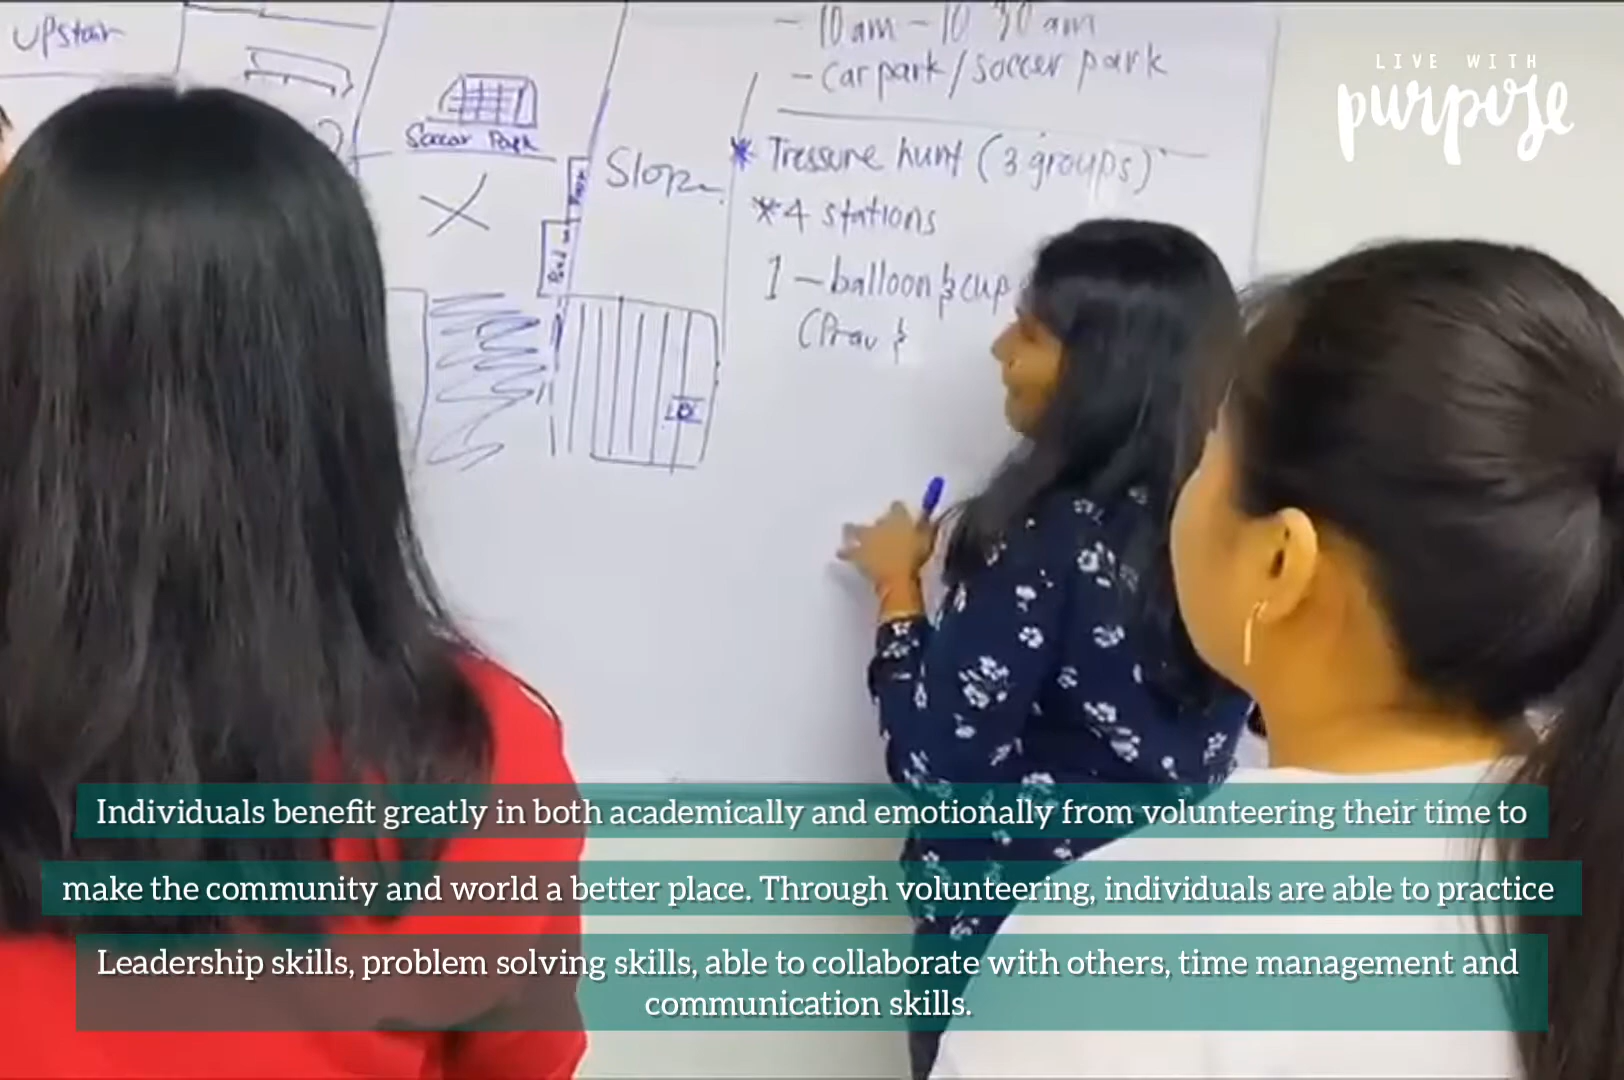 upstair
Soccer Park
Slope
- 10 am - 10 30 am
- Car park / soccer park
* Tressure hunt (3 groups)
* 4 stations
1 - balloon & cup
(Prav &
LIVE WITH
purpose
Individuals benefit greatly in both academically and emotionally from volunteering their time to
make the community and world a better place. Through volunteering, individuals are able to practice
Leadership skills, problem solving skills, able to collaborate with others, time management and
communication skills.